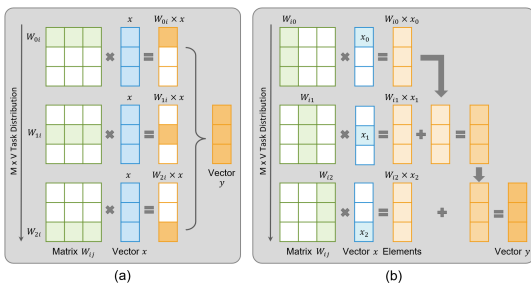 M x V Task Distribution
W₀ᵢ
x
W₀ᵢ × x
W₁ᵢ
x
W₁ᵢ × x
W₂ᵢ
x
W₂ᵢ × x
Vector
y
Matrix Wᵢⱼ Vector x
(a)
M x V Task Distribution
Wᵢ₀
x₀
Wᵢ₀ × x₀
Wᵢ₁
x₁
Wᵢ₁ × x₁
Wᵢ₂
x₂
Wᵢ₂ × x₂
Matrix Wᵢⱼ Vector x Elements
Vector y
(b)